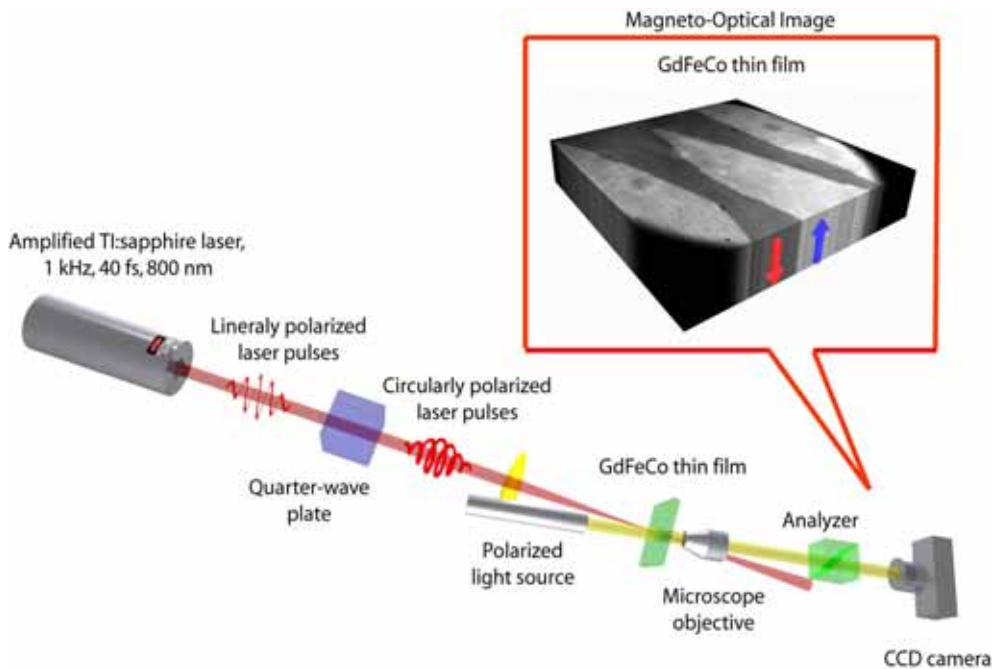 Magneto-Optical Image
GdFeCo thin film
Amplified TI:sapphire laser,
1 kHz, 40 fs, 800 nm
Lineraly polarized
laser pulses
Circularly polarized
laser pulses
Quarter-wave
plate
GdFeCo thin film
Polarized
light source
Microscope
objective
Analyzer
CCD camera